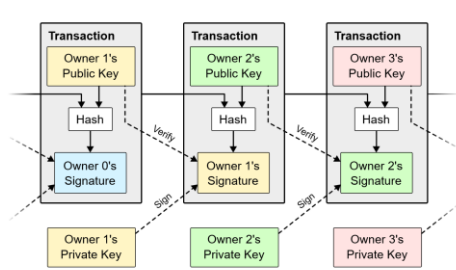 Transaction
Owner 1's
Public Key
Hash
Owner 0's
Signature
Transaction
Owner 2's
Public Key
Hash
Verify
Owner 1's
Signature
Sign
Transaction
Owner 3's
Public Key
Hash
Verify
Owner 2's
Signature
Sign
Owner 1's
Private Key
Owner 2's
Private Key
Owner 3's
Private Key